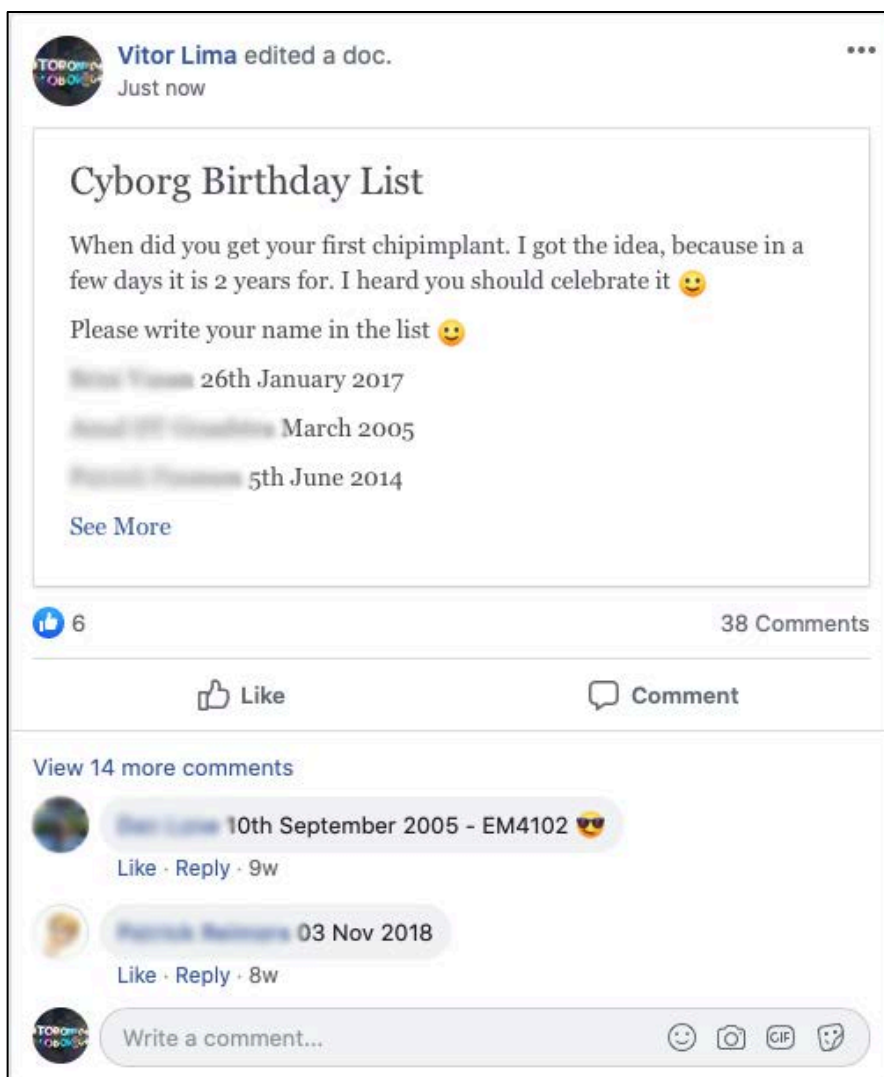 Vitor Lima edited a doc.
Just now
Cyborg Birthday List
When did you get your first chipimplant. I got the idea, because in a
few days it is 2 years for. I heard you should celebrate it 🙂
Please write your name in the list 🙂
26th January 2017
March 2005
5th June 2014
See More
6
38 Comments
Like
Comment
View 14 more comments
10th September 2005 - EM4102 😎
Like · Reply · 9w
03 Nov 2018
Like · Reply · 8w
Write a comment...
GIF